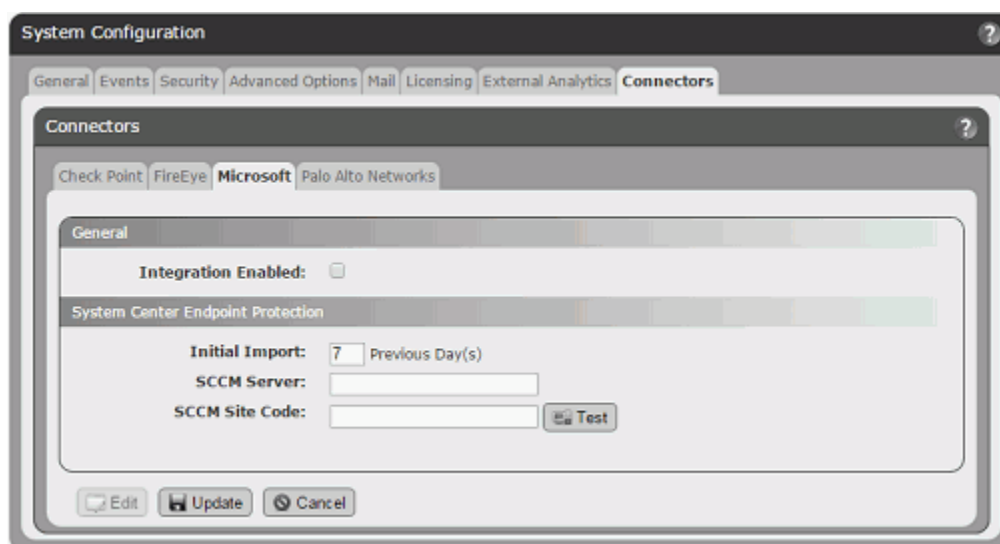 System Configuration
General Events Security Advanced Options Mail Licensing External Analytics Connectors
Connectors
Check Point FireEye Microsoft Palo Alto Networks
General
Integration Enabled:
System Center Endpoint Protection
Initial Import: 7 Previous Day(s)
SCCM Server:
SCCM Site Code: Test
Edit Update Cancel